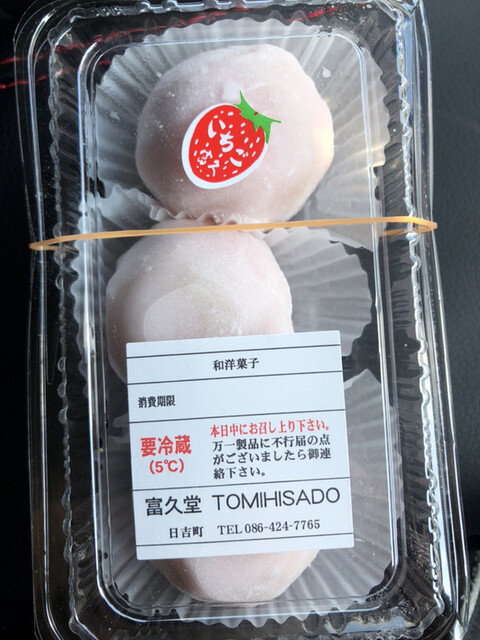 いちご
和洋菓子
消費期限
要冷蔵
(5℃)
本日中にお召し上り下さい。
万一製品に不行届の点
がございましたら御連
絡下さい。
富久堂 TOMIHISADO
日吉町 TEL 086-424-7765